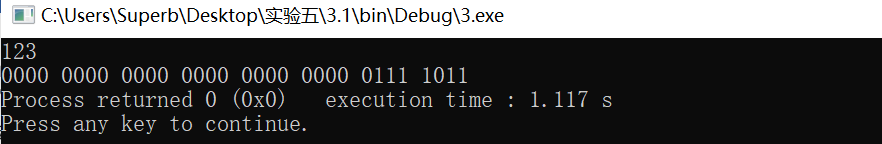 C:\Users\Superb\Desktop\实验五\3.1\bin\Debug\3.exe
123
0000 0000 0000 0000 0000 0000 0111 1011
Process returned 0 (0x0)   execution time : 1.117 s
Press any key to continue.